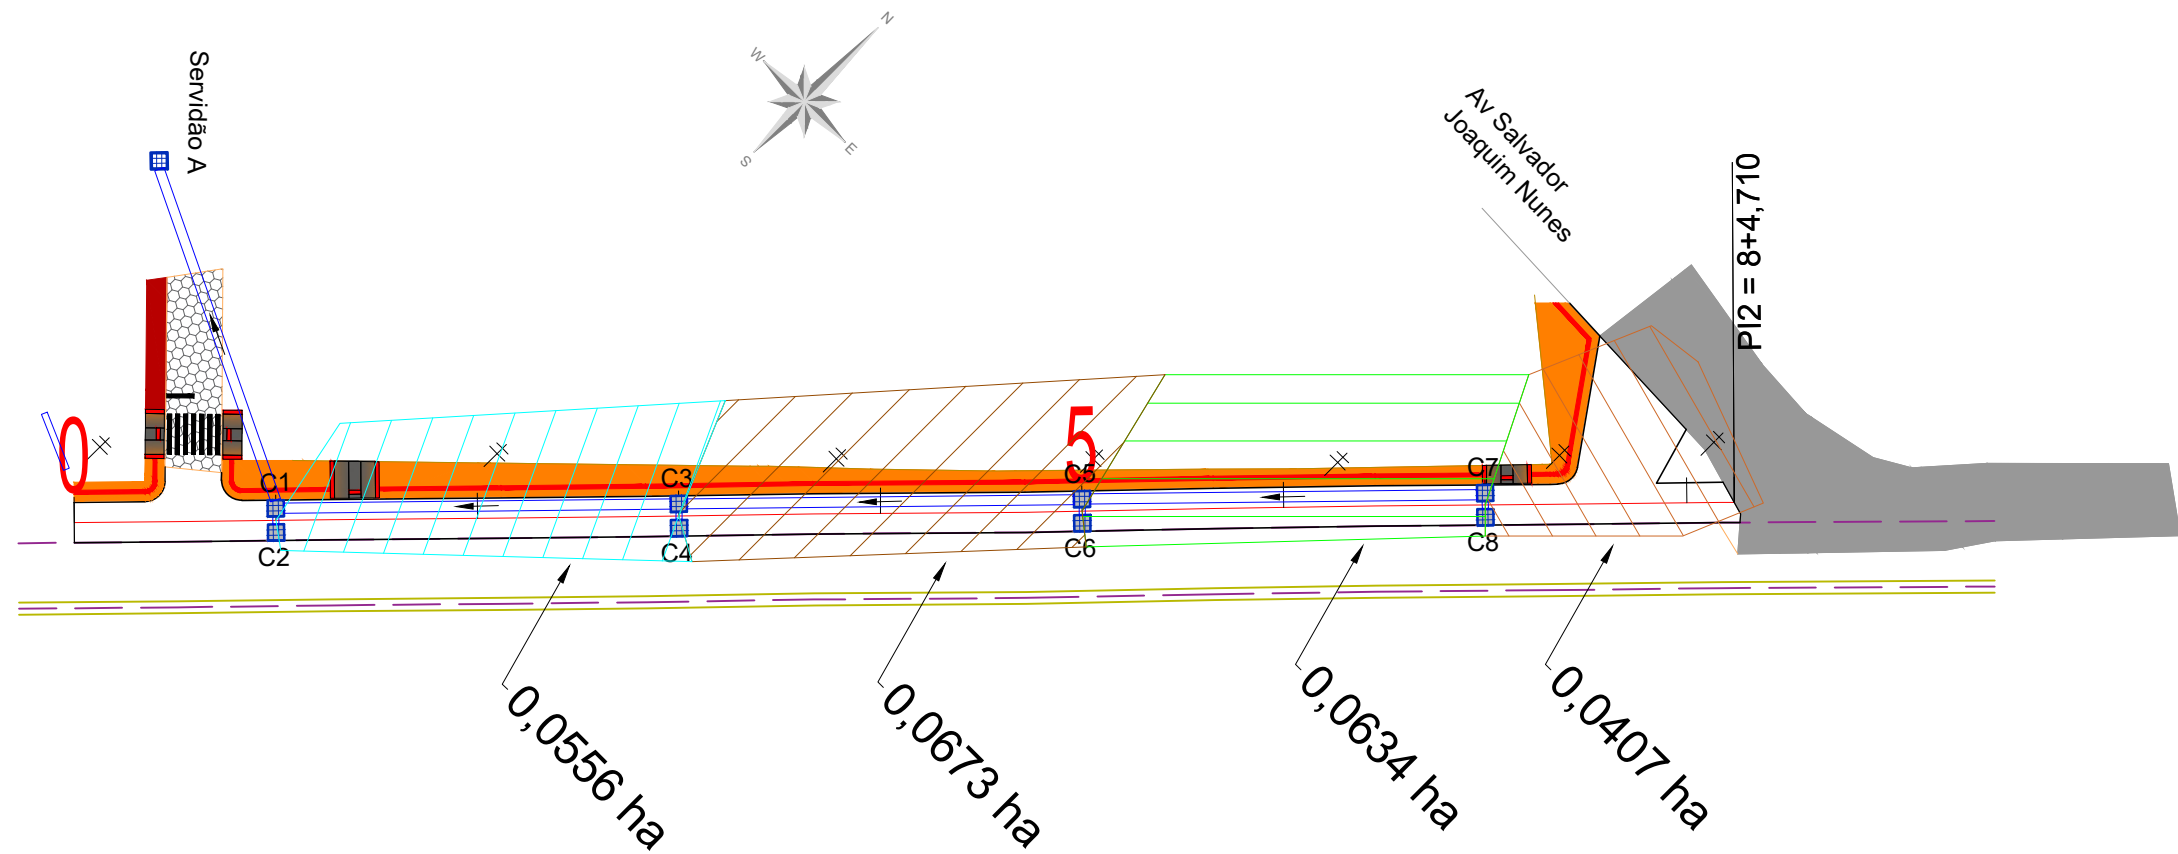 N
W
E
S
Servidão A
Av Salvador
Joaquim Nunes
PI2 = 8+4,710
0
5
C1
C3
C5
C7
C2
C4
C6
C8
0,0556 ha
0,0673 ha
0,0634 ha
0,0407 ha